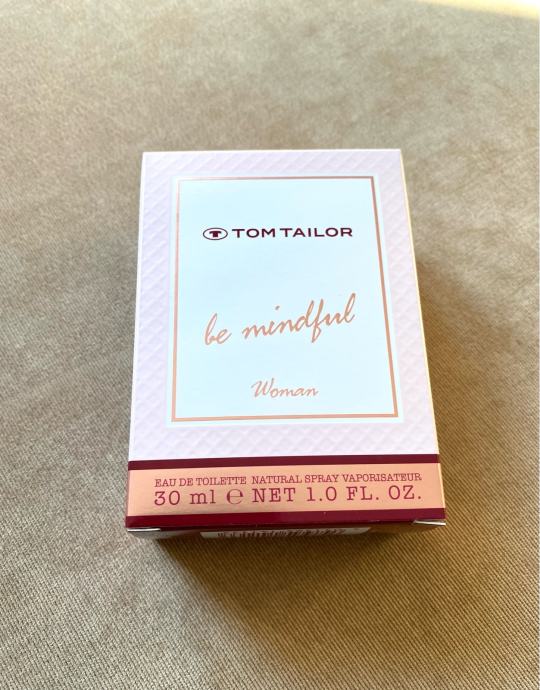 TOM TAILOR
be mindful
Woman
EAU DE TOILETTE NATURAL SPRAY VAPORISATEUR
30 ml ℮ NET 1.0 FL. OZ.